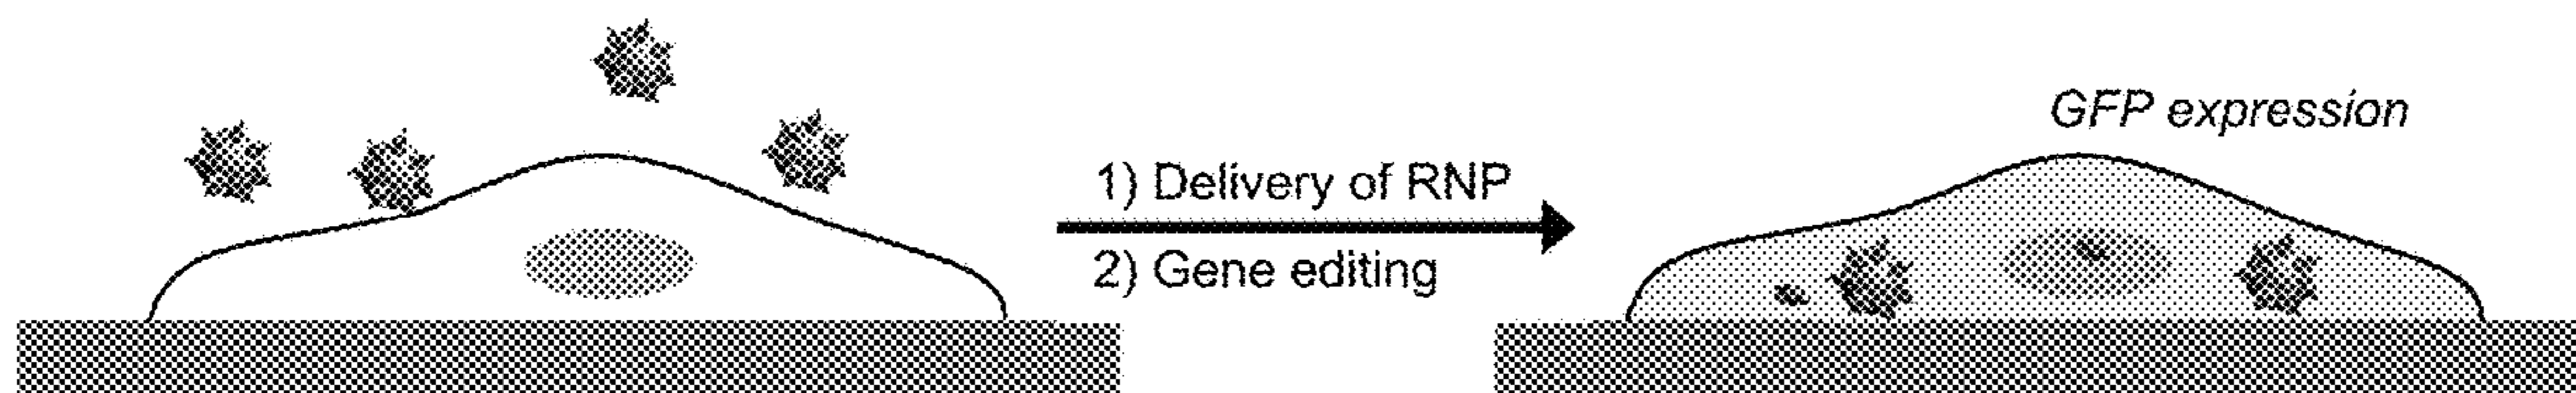 GFP expression
1) Delivery of RNP
2) Gene editing